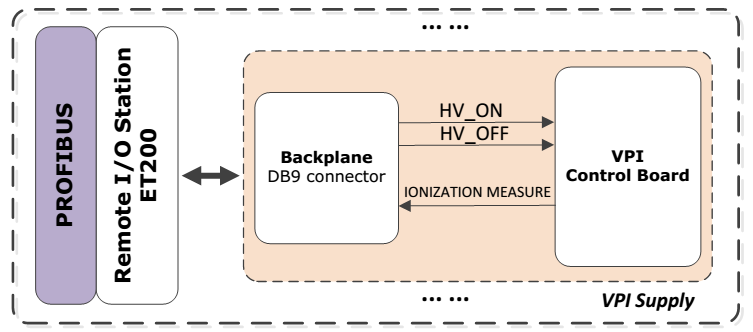 ... ...
PROFIBUS
Remote I/O Station
ET200
Backplane
DB9 connector
HV_ON
HV_OFF
IONIZATION MEASURE
VPI
Control Board
... ...
VPI Supply